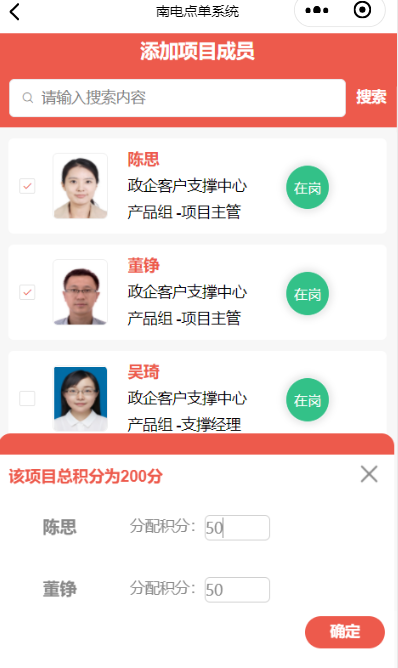 南电点单系统
添加项目成员
请输入搜索内容
搜索
陈思
政企客户支撑中心
产品组 -项目主管
在岗
董铮
政企客户支撑中心
产品组 -项目主管
在岗
吴琦
政企客户支撑中心
产品组 -支撑经理
在岗
该项目总积分为200分
陈思 分配积分： 50
董铮 分配积分： 50
确定